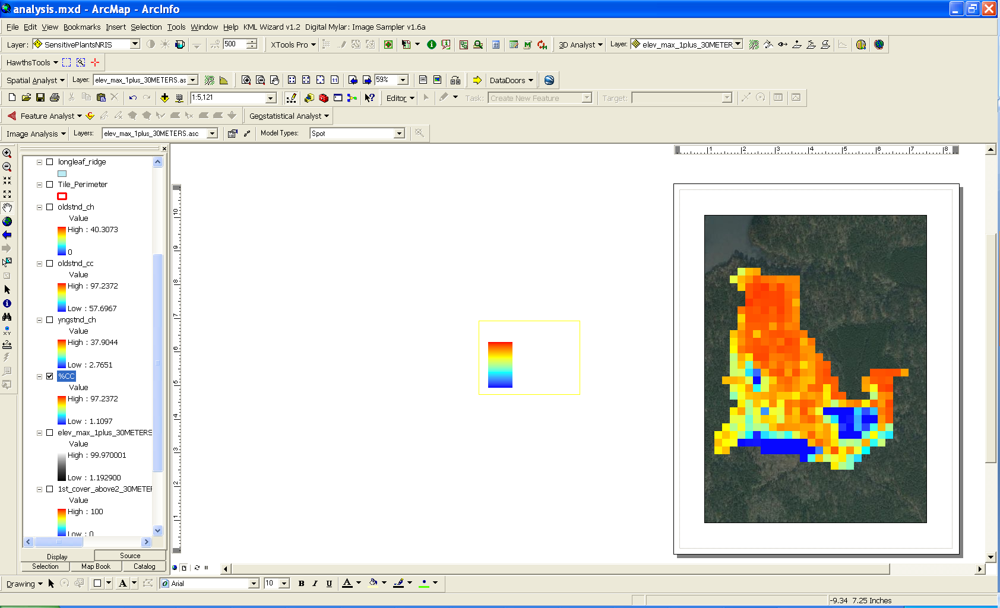 analysis.mxd - ArcMap - ArcInfo
File Edit View Bookmarks Insert Selection Tools Window Help KML Wizard v1.2 Digital Mylar: Image Sampler v1.6a
Layer: SensitivePlantsNRIS 500 XTools Pro 3D Analyst Layer: elev_max_1plus_30METER
HawthsTools
Spatial Analyst Layer: elev_max_1plus_30METERS.as 1:1 59% DataDoors
1:5,121 Editor Task: Create New Feature Target:
Feature Analyst Geostatistical Analyst
Image Analysis Layers: elev_max_1plus_30METERS.asc Model Types: Spot
longleaf_ridge
Tile_Perimeter
oldstnd_ch
Value
High : 40.3073
0
oldstnd_cc
Value
High : 97.2372
Low : 57.6967
yngstnd_ch
Value
High : 37.9044
Low : 2.7651
%CC
Value
High : 97.2372
Low : 1.1097
elev_max_1plus_30METERS
Value
High : 99.970001
Low : 1.192900
1st_cover_above2_30METE
Value
High : 100
Low : 0
Display Source
Selection Map Book Catalog
XY
1 2 3 4 5 6 7 8
10
9
8
7
6
5
4
3
2
1
Drawing A Arial 10 B I U A
-9.34 7.25 Inches